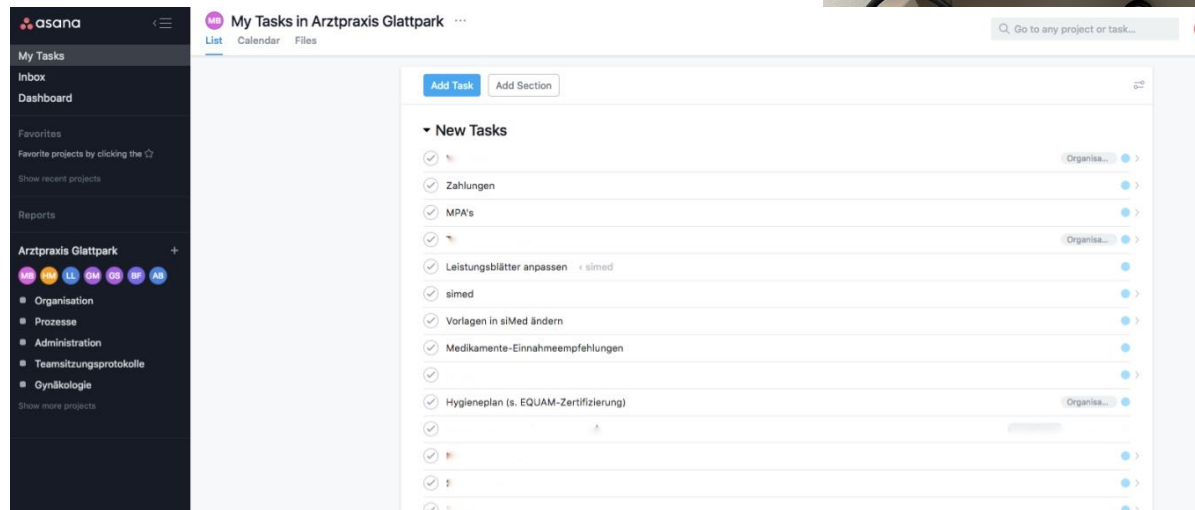 asana
My Tasks
Inbox
Dashboard
Favorites
Favorite projects by clicking the
Show recent projects
Reports
Arztpraxis Glattpark +
MB HM LL GM GS BF AB
Organisation
Prozesse
Administration
Teamsitzungsprotokolle
Gynäkologie
Show more projects
MB My Tasks in Arztpraxis Glattpark ...
List Calendar Files
Go to any project or task...
Add Task Add Section
New Tasks
Organisa...
Zahlungen
MPA's
Organisa...
Leistungsblätter anpassen ‹ simed
simed
Vorlagen in siMed ändern
Medikamente-Einnahmeempfehlungen
Hygieneplan (s. EQUAM-Zertifizierung) Organisa...